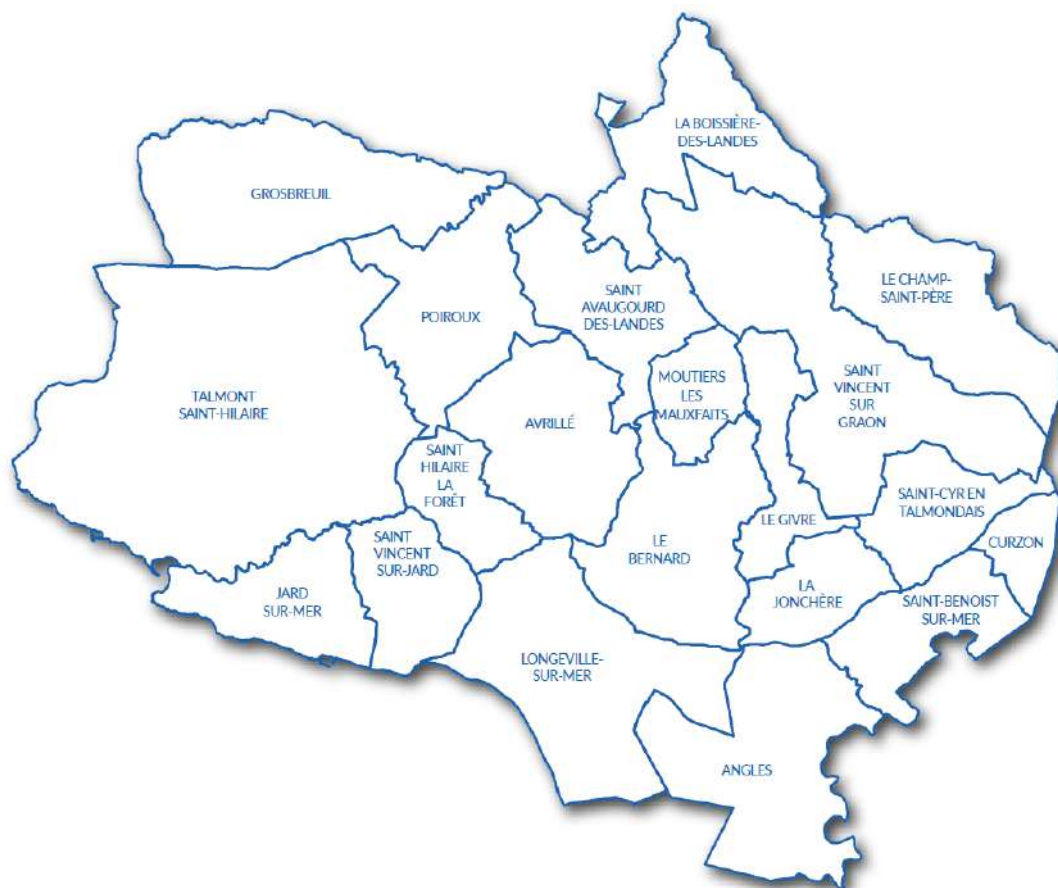 LA BOISSIÈRE-
DES-LANDES
GROSBREUIL
LE CHAMP-
SAINT-PÈRE
SAINT
AVAUGOURD
DES-LANDES
POIROUX
TALMONT
SAINT-HILAIRE
MOUTIERS
LES
MAUXFAITS
SAINT
VINCENT
SUR
GRAON
AVRILLÉ
SAINT
HILAIRE
LA
FORÊT
SAINT-CYR EN
TALMONDAIS
LE GIVRE
SAINT
VINCENT
SUR-JARD
LE
BERNARD
CURZON
JARD
SUR-MER
LA
JONCHÈRE
SAINT-BENOIST
SUR-MER
LONGEVILLE-
SUR-MER
ANGLES